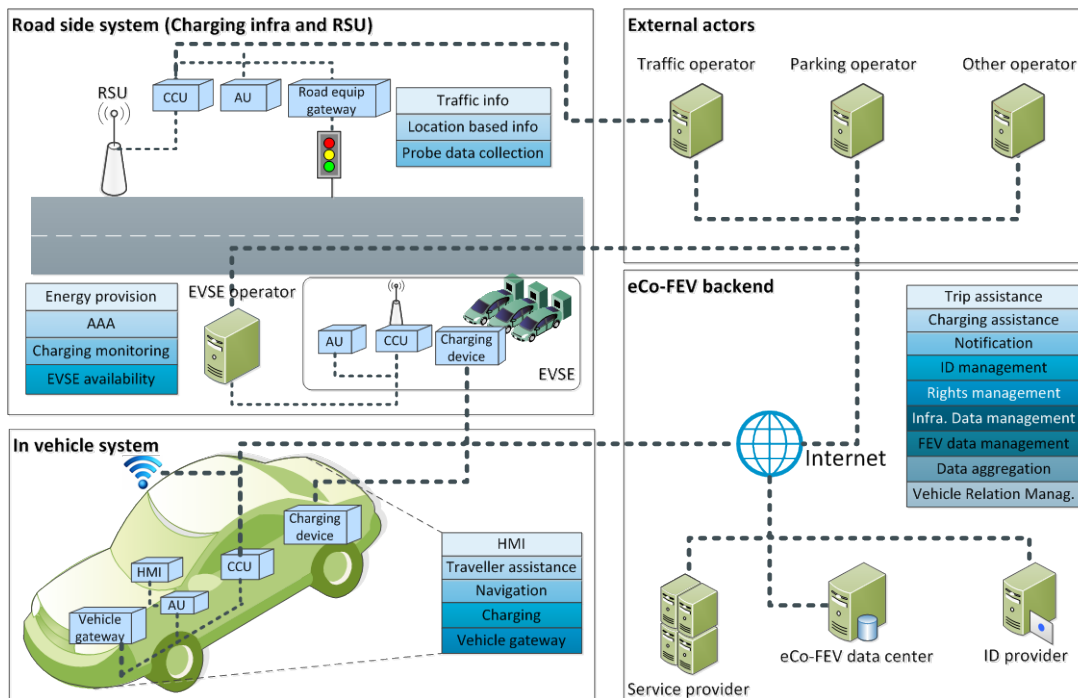 Road side system (Charging infra and RSU)
RSU
CCU
AU
Road equip
gateway
Traffic info
Location based info
Probe data collection
Energy provision
AAA
Charging monitoring
EVSE availability
EVSE operator
AU
CCU
Charging
device
EVSE
External actors
Traffic operator
Parking operator
Other operator
In vehicle system
Charging
device
HMI
CCU
AU
Vehicle
gateway
HMI
Traveller assistance
Navigation
Charging
Vehicle gateway
eCo-FEV backend
Trip assistance
Charging assistance
Notification
ID management
Rights management
Infra. Data management
FEV data management
Data aggregation
Vehicle Relation Manag.
Internet
Service provider
eCo-FEV data center
ID provider